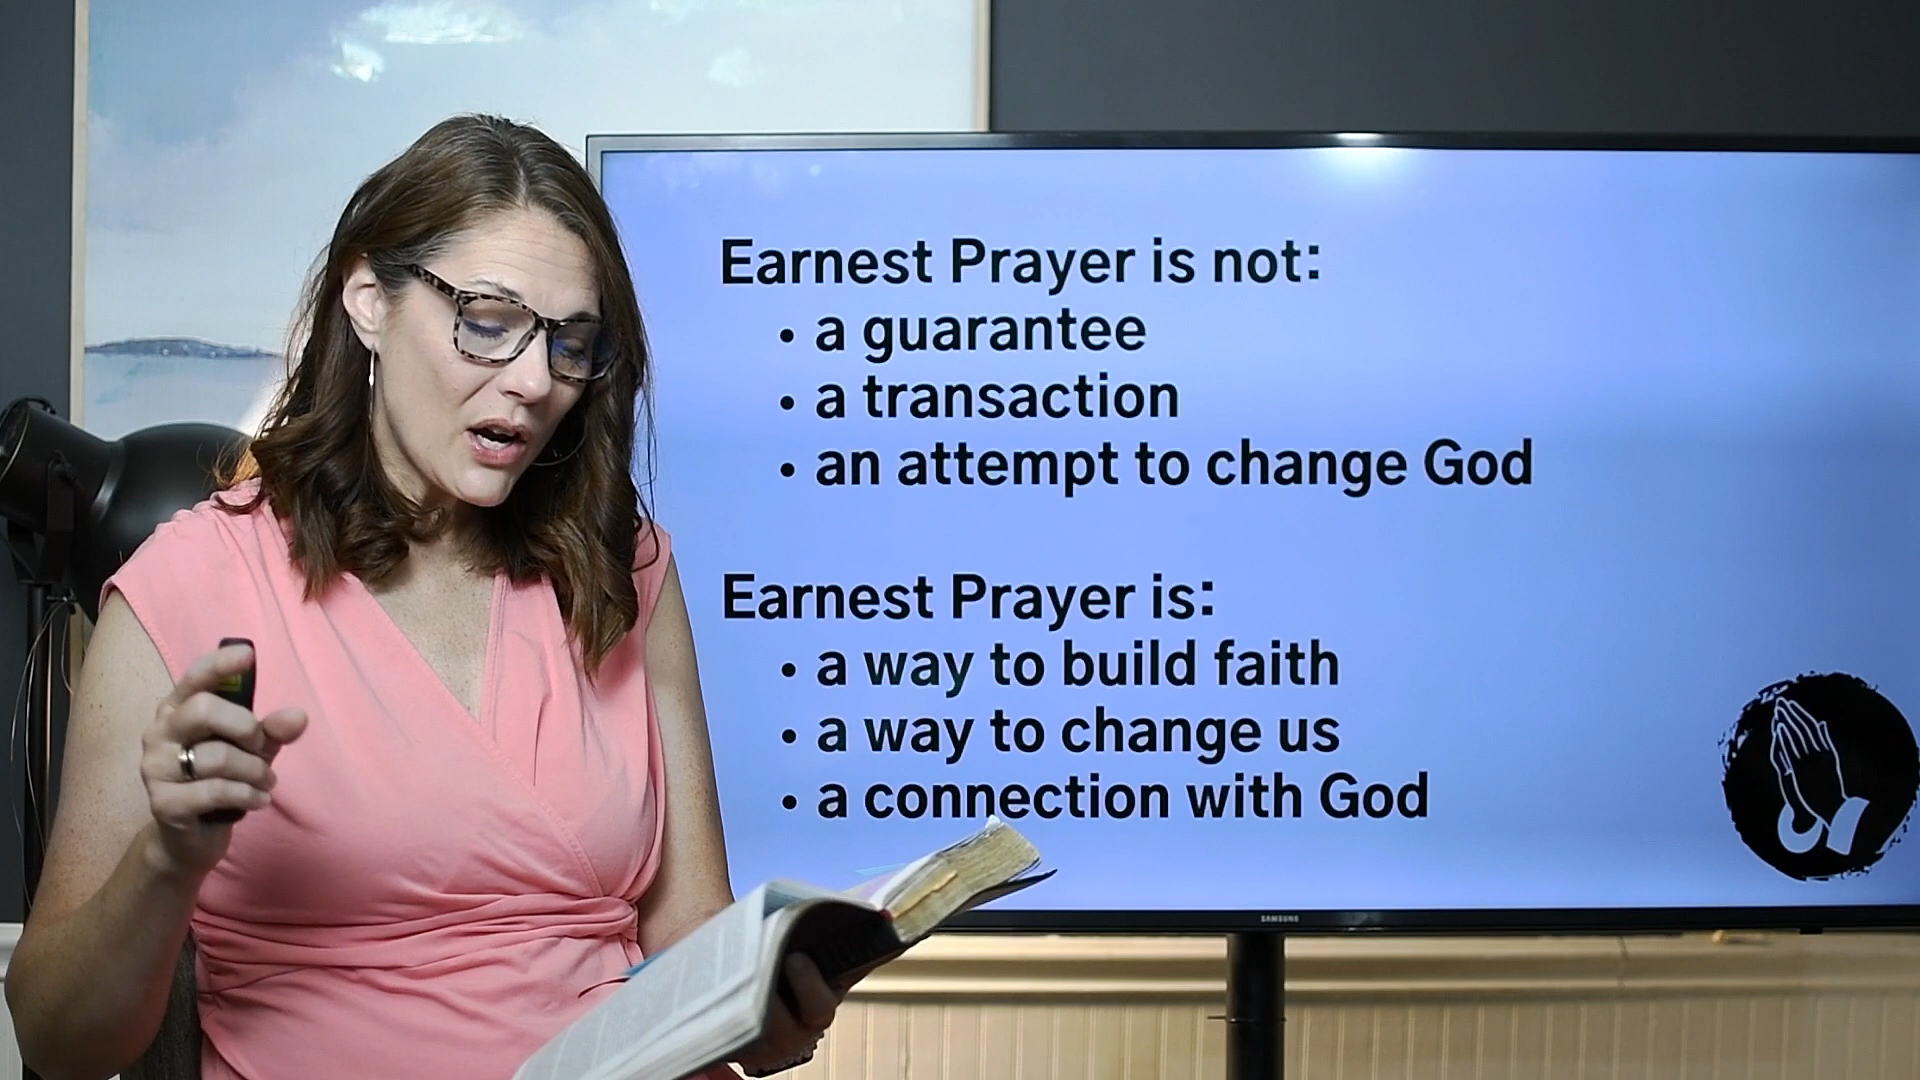 Earnest Prayer is not:
• a guarantee
• a transaction
• an attempt to change God
Earnest Prayer is:
• a way to build faith
• a way to change us
• a connection with God
SAMSUNG